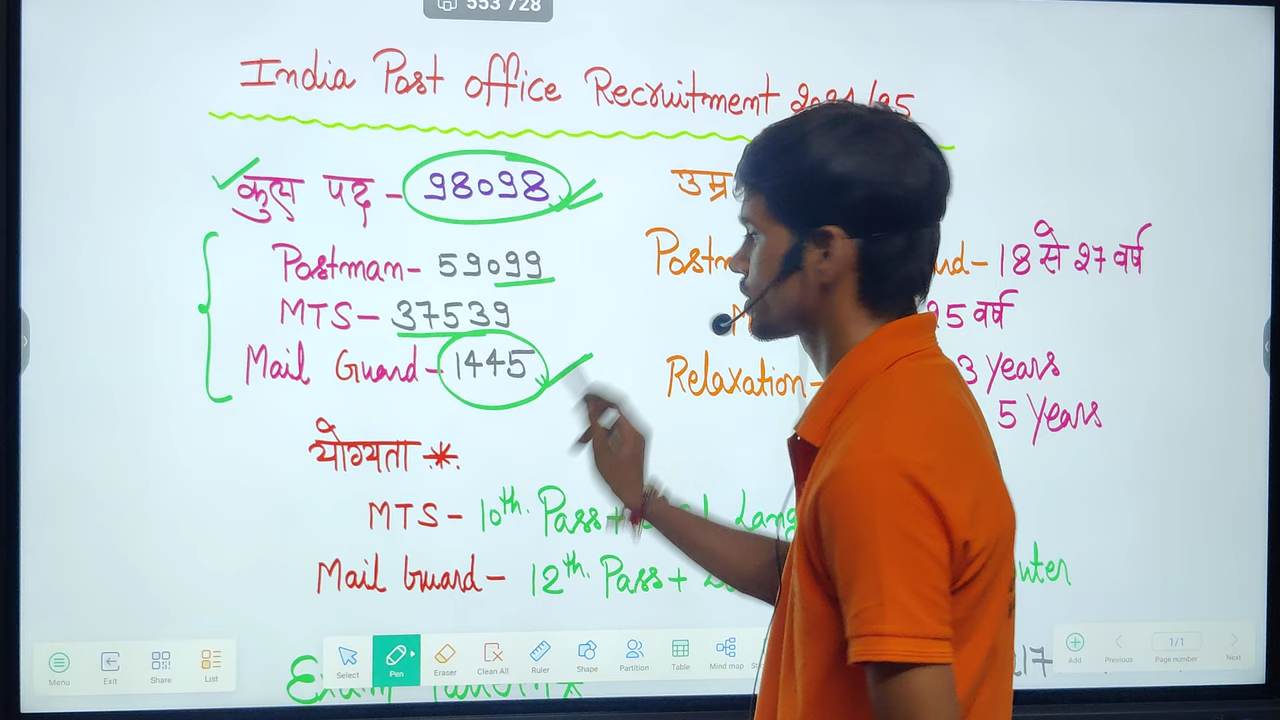 553 728
India Post office Recruitment
कुल पद - 98098
उम्र
Postman - 59099
18 से 27 वर्ष
MTS - 37539
25 वर्ष
Mail Guard - 1445
Relaxation - 3 Years
5 Years
योग्यता *
MTS - 10th. Pass +
Mail Guard - 12th. Pass +
Menu Exit Share List Select Pen Eraser Clean All Ruler Shape Partition Table Mind map Add Previous 1/1 Page number Next
Exam